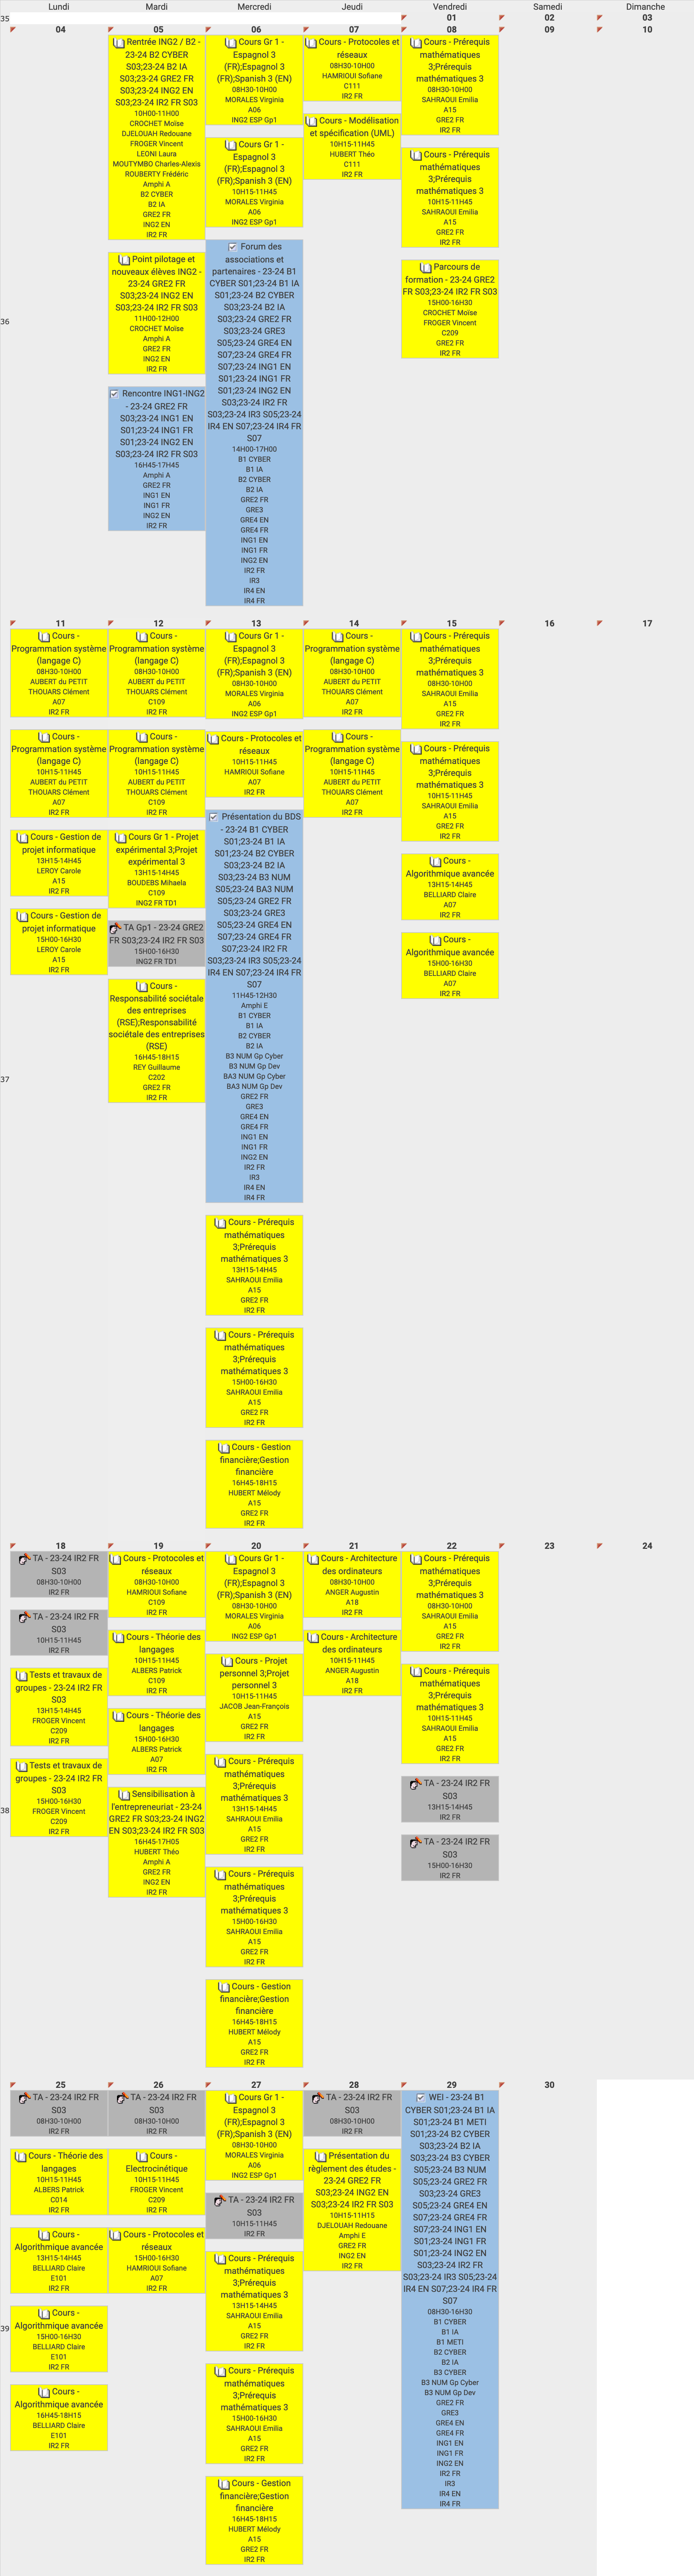 Lundi
Mardi
Mercredi
Jeudi
Vendredi
Samedi
Dimanche
35
01
02
03
36
04
05
Rentrée ING2 / B2 -
23-24 B2 CYBER
S03;23-24 B2 IA
S03;23-24 GRE2 FR
S03;23-24 ING2 EN
S03;23-24 IR2 FR S03
10H00-11H00
CROCHET Moïse
DJELOUAH Redouane
FROGER Vincent
LEONI Laura
MOUTYMBO Charles-Alexis
ROUBERTY Frédéric
Amphi A
B2 CYBER
B2 IA
GRE2 FR
ING2 EN
IR2 FR
Point pilotage et
nouveaux élèves ING2 -
23-24 GRE2 FR
S03;23-24 ING2 EN
S03;23-24 IR2 FR S03
11H00-12H00
CROCHET Moïse
Amphi A
GRE2 FR
ING2 EN
IR2 FR
Rencontre ING1-ING2
- 23-24 GRE2 FR
S03;23-24 ING1 EN
S01;23-24 ING1 FR
S01;23-24 ING2 EN
S03;23-24 IR2 FR S03
16H45-17H45
Amphi A
GRE2 FR
ING1 EN
ING1 FR
ING2 EN
IR2 FR
06
Cours Gr 1 -
Espagnol 3
(FR);Espagnol 3
(FR);Spanish 3 (EN)
08H30-10H00
MORALES Virginia
A06
ING2 ESP Gp1
Cours Gr 1 -
Espagnol 3
(FR);Espagnol 3
(FR);Spanish 3 (EN)
10H15-11H45
MORALES Virginia
A06
ING2 ESP Gp1
Forum des
associations et
partenaires - 23-24 B1
CYBER S01;23-24 B1 IA
S01;23-24 B2 CYBER
S03;23-24 B2 IA
S03;23-24 GRE2 FR
S03;23-24 GRE3
S05;23-24 GRE4 EN
S07;23-24 GRE4 FR
S07;23-24 ING1 EN
S01;23-24 ING1 FR
S01;23-24 ING2 EN
S03;23-24 IR2 FR
S03;23-24 IR3 S05;23-24
IR4 EN S07;23-24 IR4 FR
S07
14H00-17H00
B1 CYBER
B1 IA
B2 CYBER
B2 IA
GRE2 FR
GRE3
GRE4 EN
GRE4 FR
ING1 EN
ING1 FR
ING2 EN
IR2 FR
IR3
IR4 EN
IR4 FR
07
Cours - Protocoles et
réseaux
08H30-10H00
HAMRIOUI Sofiane
C111
IR2 FR
Cours - Modélisation
et spécification (UML)
10H15-11H45
HUBERT Théo
C111
IR2 FR
08
Cours - Prérequis
mathématiques
3;Prérequis
mathématiques 3
08H30-10H00
SAHRAOUI Emilia
A15
GRE2 FR
IR2 FR
Cours - Prérequis
mathématiques
3;Prérequis
mathématiques 3
10H15-11H45
SAHRAOUI Emilia
A15
GRE2 FR
IR2 FR
Parcours de
formation - 23-24 GRE2
FR S03;23-24 IR2 FR S03
15H00-16H30
CROCHET Moïse
FROGER Vincent
C209
GRE2 FR
IR2 FR
09
10
37
11
Cours -
Programmation système
(langage C)
08H30-10H00
AUBERT du PETIT
THOUARS Clément
A07
IR2 FR
Cours -
Programmation système
(langage C)
10H15-11H45
AUBERT du PETIT
THOUARS Clément
A07
IR2 FR
Cours - Gestion de
projet informatique
13H15-14H45
LEROY Carole
A15
IR2 FR
Cours - Gestion de
projet informatique
15H00-16H30
LEROY Carole
A15
IR2 FR
12
Cours -
Programmation système
(langage C)
08H30-10H00
AUBERT du PETIT
THOUARS Clément
C109
IR2 FR
Cours -
Programmation système
(langage C)
10H15-11H45
AUBERT du PETIT
THOUARS Clément
C109
IR2 FR
Cours Gr 1 - Projet
expérimental 3;Projet
expérimental 3
13H15-14H45
BOUDEBS Mihaela
C109
ING2 FR TD1
TA Gp1 - 23-24 GRE2
FR S03;23-24 IR2 FR S03
15H00-16H30
ING2 FR TD1
Cours -
Responsabilité sociétale
des entreprises
(RSE);Responsabilité
sociétale des entreprises
(RSE)
16H45-18H15
REY Guillaume
C202
GRE2 FR
IR2 FR
13
Cours Gr 1 -
Espagnol 3
(FR);Espagnol 3
(FR);Spanish 3 (EN)
08H30-10H00
MORALES Virginia
A06
ING2 ESP Gp1
Cours - Protocoles et
réseaux
10H15-11H45
HAMRIOUI Sofiane
A07
IR2 FR
Présentation du BDS
- 23-24 B1 CYBER
S01;23-24 B1 IA
S01;23-24 B2 CYBER
S03;23-24 B2 IA
S03;23-24 B3 NUM
S05;23-24 BA3 NUM
S05;23-24 GRE2 FR
S03;23-24 GRE3
S05;23-24 GRE4 EN
S07;23-24 GRE4 FR
S07;23-24 IR2 FR
S03;23-24 IR3 S05;23-24
IR4 EN S07;23-24 IR4 FR
S07
11H45-12H30
Amphi E
B1 CYBER
B1 IA
B2 CYBER
B2 IA
B3 NUM Gp Cyber
B3 NUM Gp Dev
BA3 NUM Gp Cyber
BA3 NUM Gp Dev
GRE2 FR
GRE3
GRE4 EN
GRE4 FR
ING1 EN
ING1 FR
ING2 EN
IR2 FR
IR3
IR4 EN
IR4 FR
Cours - Prérequis
mathématiques
3;Prérequis
mathématiques 3
13H15-14H45
SAHRAOUI Emilia
A15
GRE2 FR
IR2 FR
Cours - Prérequis
mathématiques
3;Prérequis
mathématiques 3
15H00-16H30
SAHRAOUI Emilia
A15
GRE2 FR
IR2 FR
Cours - Gestion
financière;Gestion
financière
16H45-18H15
HUBERT Mélody
A15
GRE2 FR
IR2 FR
14
Cours -
Programmation système
(langage C)
08H30-10H00
AUBERT du PETIT
THOUARS Clément
A07
IR2 FR
Cours -
Programmation système
(langage C)
10H15-11H45
AUBERT du PETIT
THOUARS Clément
A07
IR2 FR
15
Cours - Prérequis
mathématiques
3;Prérequis
mathématiques 3
08H30-10H00
SAHRAOUI Emilia
A15
GRE2 FR
IR2 FR
Cours - Prérequis
mathématiques
3;Prérequis
mathématiques 3
10H15-11H45
SAHRAOUI Emilia
A15
GRE2 FR
IR2 FR
Cours -
Algorithmique avancée
13H15-14H45
BELLIARD Claire
A07
IR2 FR
Cours -
Algorithmique avancée
15H00-16H30
BELLIARD Claire
A07
IR2 FR
16
17
38
18
TA - 23-24 IR2 FR
S03
08H30-10H00
IR2 FR
TA - 23-24 IR2 FR
S03
10H15-11H45
IR2 FR
Tests et travaux de
groupes - 23-24 IR2 FR
S03
13H15-14H45
FROGER Vincent
C209
IR2 FR
Tests et travaux de
groupes - 23-24 IR2 FR
S03
15H00-16H30
FROGER Vincent
C209
IR2 FR
19
Cours - Protocoles et
réseaux
08H30-10H00
HAMRIOUI Sofiane
C109
IR2 FR
Cours - Théorie des
langages
10H15-11H45
ALBERS Patrick
C109
IR2 FR
Cours - Théorie des
langages
15H00-16H30
ALBERS Patrick
A07
IR2 FR
Sensibilisation à
l'entrepreneuriat - 23-24
GRE2 FR S03;23-24 ING2
EN S03;23-24 IR2 FR S03
16H45-17H05
HUBERT Théo
Amphi A
GRE2 FR
ING2 EN
IR2 FR
20
Cours Gr 1 -
Espagnol 3
(FR);Espagnol 3
(FR);Spanish 3 (EN)
08H30-10H00
MORALES Virginia
A06
ING2 ESP Gp1
Cours - Projet
personnel 3;Projet
personnel 3
10H15-11H45
JACOB Jean-François
A15
GRE2 FR
IR2 FR
Cours - Prérequis
mathématiques
3;Prérequis
mathématiques 3
13H15-14H45
SAHRAOUI Emilia
A15
GRE2 FR
IR2 FR
Cours - Prérequis
mathématiques
3;Prérequis
mathématiques 3
15H00-16H30
SAHRAOUI Emilia
A15
GRE2 FR
IR2 FR
Cours - Gestion
financière;Gestion
financière
16H45-18H15
HUBERT Mélody
A15
GRE2 FR
IR2 FR
21
Cours - Architecture
des ordinateurs
08H30-10H00
ANGER Augustin
A18
IR2 FR
Cours - Architecture
des ordinateurs
10H15-11H45
ANGER Augustin
A18
IR2 FR
22
Cours - Prérequis
mathématiques
3;Prérequis
mathématiques 3
08H30-10H00
SAHRAOUI Emilia
A15
GRE2 FR
IR2 FR
Cours - Prérequis
mathématiques
3;Prérequis
mathématiques 3
10H15-11H45
SAHRAOUI Emilia
A15
GRE2 FR
IR2 FR
TA - 23-24 IR2 FR
S03
13H15-14H45
IR2 FR
TA - 23-24 IR2 FR
S03
15H00-16H30
IR2 FR
23
24
39
25
TA - 23-24 IR2 FR
S03
08H30-10H00
IR2 FR
Cours - Théorie des
langages
10H15-11H45
ALBERS Patrick
C014
IR2 FR
Cours -
Algorithmique avancée
13H15-14H45
BELLIARD Claire
E101
IR2 FR
Cours -
Algorithmique avancée
15H00-16H30
BELLIARD Claire
E101
IR2 FR
Cours -
Algorithmique avancée
16H45-18H15
BELLIARD Claire
E101
IR2 FR
26
TA - 23-24 IR2 FR
S03
08H30-10H00
IR2 FR
Cours -
Electrocinétique
10H15-11H45
FROGER Vincent
C209
IR2 FR
Cours - Protocoles et
réseaux
15H00-16H30
HAMRIOUI Sofiane
A07
IR2 FR
27
Cours Gr 1 -
Espagnol 3
(FR);Espagnol 3
(FR);Spanish 3 (EN)
08H30-10H00
MORALES Virginia
A06
ING2 ESP Gp1
TA - 23-24 IR2 FR
S03
10H15-11H45
IR2 FR
Cours - Prérequis
mathématiques
3;Prérequis
mathématiques 3
13H15-14H45
SAHRAOUI Emilia
A15
GRE2 FR
IR2 FR
Cours - Prérequis
mathématiques
3;Prérequis
mathématiques 3
15H00-16H30
SAHRAOUI Emilia
A15
GRE2 FR
IR2 FR
Cours - Gestion
financière;Gestion
financière
16H45-18H15
HUBERT Mélody
A15
GRE2 FR
IR2 FR
28
TA - 23-24 IR2 FR
S03
08H30-10H00
IR2 FR
Présentation du
règlement des études -
23-24 GRE2 FR
S03;23-24 ING2 EN
S03;23-24 IR2 FR S03
10H15-11H15
DJELOUAH Redouane
Amphi E
GRE2 FR
ING2 EN
IR2 FR
29
WEI - 23-24 B1
CYBER S01;23-24 B1 IA
S01;23-24 B1 METI
S01;23-24 B2 CYBER
S03;23-24 B2 IA
S03;23-24 B3 CYBER
S05;23-24 B3 NUM
S05;23-24 GRE2 FR
S03;23-24 GRE3
S05;23-24 GRE4 EN
S07;23-24 GRE4 FR
S07;23-24 ING1 EN
S01;23-24 ING1 FR
S01;23-24 ING2 EN
S03;23-24 IR2 FR
S03;23-24 IR3 S05;23-24
IR4 EN S07;23-24 IR4 FR
S07
08H30-16H30
B1 CYBER
B1 IA
B1 METI
B2 CYBER
B2 IA
B3 CYBER
B3 NUM Gp Cyber
B3 NUM Gp Dev
GRE2 FR
GRE3
GRE4 EN
GRE4 FR
ING1 EN
ING1 FR
ING2 EN
IR2 FR
IR3
IR4 EN
IR4 FR
30